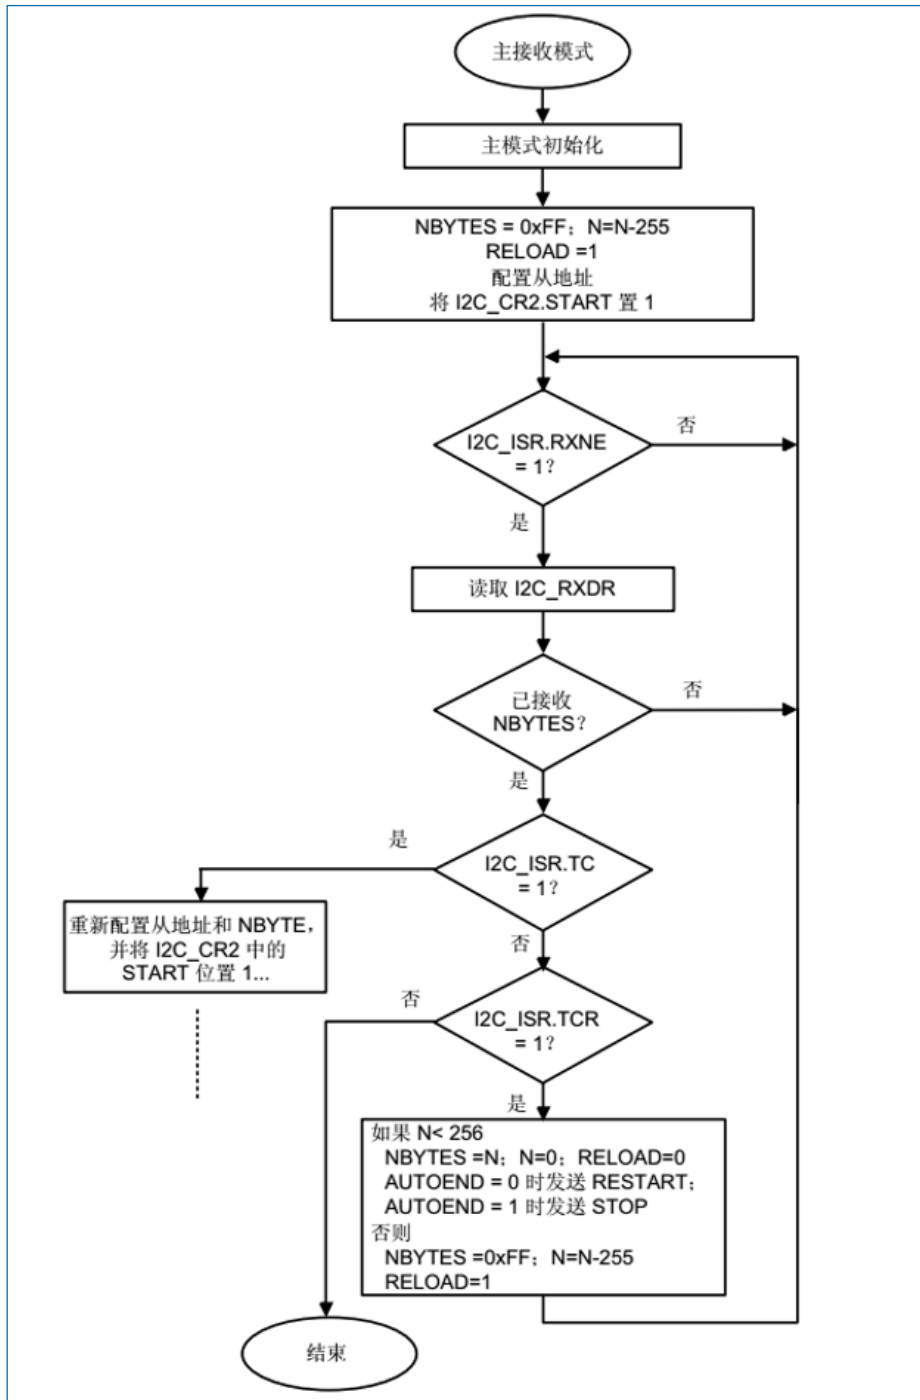 主接收模式
主模式初始化
NBYTES = 0xFF；N=N-255
RELOAD =1
配置从地址
将 I2C_CR2.START 置 1
I2C_ISR.RXNE
= 1？
否
是
读取 I2C_RXDR
已接收
NBYTES？
否
是
I2C_ISR.TC
= 1？
是
重新配置从地址和 NBYTE，
并将 I2C_CR2 中的
START 位置 1...
否
I2C_ISR.TCR
= 1？
否
是
如果 N< 256
NBYTES =N；N=0；RELOAD=0
AUTOEND = 0 时发送 RESTART；
AUTOEND = 1 时发送 STOP
否则
NBYTES =0xFF；N=N-255
RELOAD=1
结束